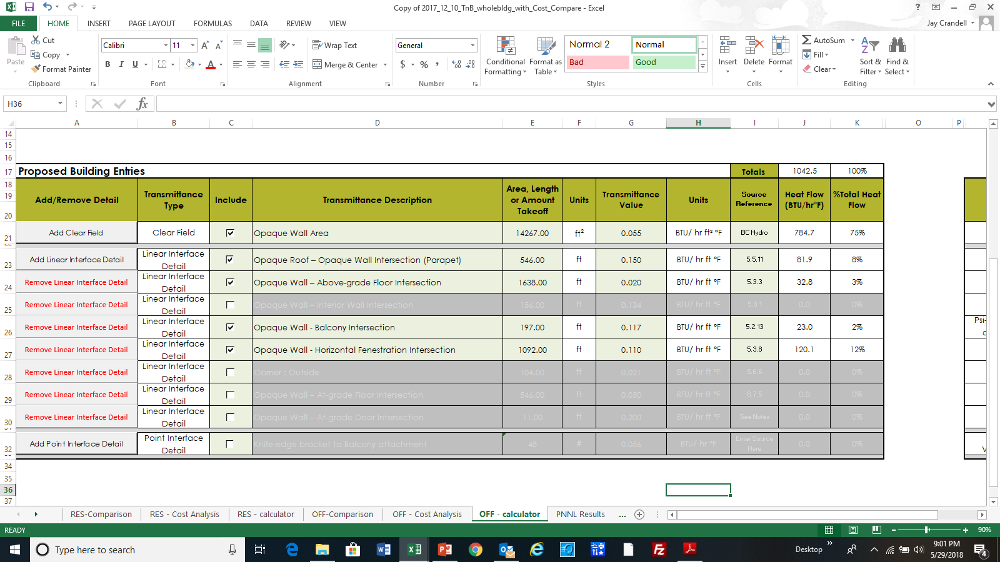 Copy of 2017_12_10_TnB_wholebldg_with_Cost_Compare - Excel
FILE HOME INSERT PAGE LAYOUT FORMULAS DATA REVIEW VIEW Jay Crandell
Paste Cut Copy Format Painter Clipboard
Calibri 11 B I U Font
Wrap Text Merge & Center Alignment
General $ % , Number
Conditional Formatting Format as Table
Normal 2 Normal Bad Good Styles
Insert Delete Format Cells
AutoSum Fill Clear Sort & Filter Find & Select Editing
H36 fx
A B C D E F G H I J K O P
14
15
16
17 Proposed Building Entries Totals 1042.5 100%
18
19
20
Add/Remove Detail Transmittance Type Include Transmittance Description Area, Length or Amount Takeoff Units Transmittance Value Units Source Reference Heat Flow (BTU/hr°F) %Total Heat Flow
21 Add Clear Field Clear Field Opaque Wall Area 14267.00 ft² 0.055 BTU/ hr ft² °F BC Hydro 784.7 75%
23 Add Linear Interface Detail Linear Interface Detail Opaque Roof – Opaque Wall Intersection (Parapet) 546.00 ft 0.150 BTU/ hr ft °F 5.5.11 81.9 8%
24 Remove Linear Interface Detail Linear Interface Detail Opaque Wall – Above-grade Floor Intersection 1638.00 ft 0.020 BTU/ hr ft °F 5.3.3 32.8 3%
25 Remove Linear Interface Detail Linear Interface Detail Opaque Wall – Interior Wall Intersection 156.00 ft 0.134 BTU/ hr ft °F 5.8.1 0.0 0%
26 Remove Linear Interface Detail Linear Interface Detail Opaque Wall - Balcony Intersection 197.00 ft 0.117 BTU/ hr ft °F 5.2.13 23.0 2% Psi-
27 Remove Linear Interface Detail Linear Interface Detail Opaque Wall - Horizontal Fenestration Intersection 1092.00 ft 0.110 BTU/ hr ft °F 5.3.8 120.1 12%
28 Remove Linear Interface Detail Linear Interface Detail Corner : Outside 104.00 ft 0.021 BTU/ hr ft °F 5.6.6 0.0 0%
29 Remove Linear Interface Detail Linear Interface Detail Opaque Wall – At-grade Floor Intersection 546.00 ft 0.050 BTU/ hr ft °F 6.7.5 0.0 0%
30 Remove Linear Interface Detail Linear Interface Detail Opaque Wall – At-grade Door Intersection 11.00 ft 0.200 BTU/ hr ft °F See Notes 0.0 0%
32 Add Point Interface Detail Point Interface Detail Knife-edge bracket to Balcony attachment 48 # 0.056 BTU/ hr °F Enter Source Here 0.0 0%
34
35
36
37
RES-Comparison RES - Cost Analysis RES - calculator OFF-Comparison OFF - Cost Analysis OFF - calculator PNNL Results ...
READY 90%
Type here to search Desktop 9:01 PM
5/29/2018 4